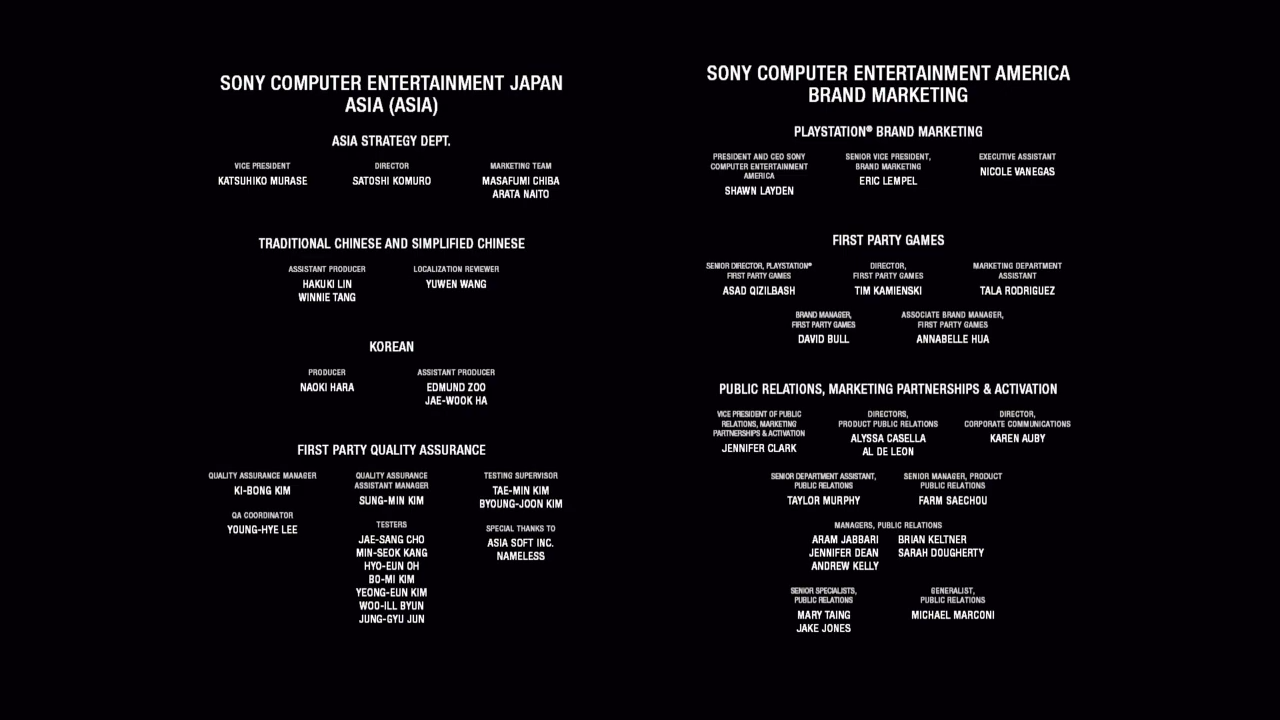 SONY COMPUTER ENTERTAINMENT JAPAN
ASIA (ASIA)
ASIA STRATEGY DEPT.
VICE PRESIDENT
KATSUHIKO MURASE
DIRECTOR
SATOSHI KOMURO
MARKETING TEAM
MASAFUMI CHIBA
ARATA NAITO
TRADITIONAL CHINESE AND SIMPLIFIED CHINESE
ASSISTANT PRODUCER
HAKUKI LIN
WINNIE TANG
LOCALIZATION REVIEWER
YUWEN WANG
KOREAN
PRODUCER
NAOKI HARA
ASSISTANT PRODUCER
EDMUND ZOO
JAE-WOOK HA
FIRST PARTY QUALITY ASSURANCE
QUALITY ASSURANCE MANAGER
KI-BONG KIM
QA COORDINATOR
YOUNG-HYE LEE
QUALITY ASSURANCE
ASSISTANT MANAGER
SUNG-MIN KIM
TESTERS
JAE-SANG CHO
MIN-SEOK KANG
HYO-EUN OH
BO-MI KIM
YEONG-EUN KIM
WOO-ILL BYUN
JUNG-GYU JUN
TESTING SUPERVISOR
TAE-MIN KIM
BYOUNG-JOON KIM
SPECIAL THANKS TO
ASIA SOFT INC.
NAMELESS
SONY COMPUTER ENTERTAINMENT AMERICA
BRAND MARKETING
PLAYSTATION® BRAND MARKETING
PRESIDENT AND CEO SONY
COMPUTER ENTERTAINMENT
AMERICA
SHAWN LAYDEN
SENIOR VICE PRESIDENT,
BRAND MARKETING
ERIC LEMPEL
EXECUTIVE ASSISTANT
NICOLE VANEGAS
FIRST PARTY GAMES
SENIOR DIRECTOR, PLAYSTATION®
FIRST PARTY GAMES
ASAD QIZILBASH
DIRECTOR,
FIRST PARTY GAMES
TIM KAMIENSKI
MARKETING DEPARTMENT
ASSISTANT
TALA RODRIGUEZ
BRAND MANAGER,
FIRST PARTY GAMES
DAVID BULL
ASSOCIATE BRAND MANAGER,
FIRST PARTY GAMES
ANNABELLE HUA
PUBLIC RELATIONS, MARKETING PARTNERSHIPS & ACTIVATION
VICE PRESIDENT OF PUBLIC
RELATIONS, MARKETING
PARTNERSHIPS & ACTIVATION
JENNIFER CLARK
DIRECTORS,
PRODUCT PUBLIC RELATIONS
ALYSSA CASELLA
AL DE LEON
DIRECTOR,
CORPORATE COMMUNICATIONS
KAREN AUBY
SENIOR DEPARTMENT ASSISTANT,
PUBLIC RELATIONS
TAYLOR MURPHY
SENIOR MANAGER, PRODUCT
PUBLIC RELATIONS
FARM SAECHOU
MANAGERS, PUBLIC RELATIONS
ARAM JABBARI
JENNIFER DEAN
ANDREW KELLY
BRIAN KELTNER
SARAH DOUGHERTY
SENIOR SPECIALISTS,
PUBLIC RELATIONS
MARY TAING
JAKE JONES
GENERALIST,
PUBLIC RELATIONS
MICHAEL MARCONI